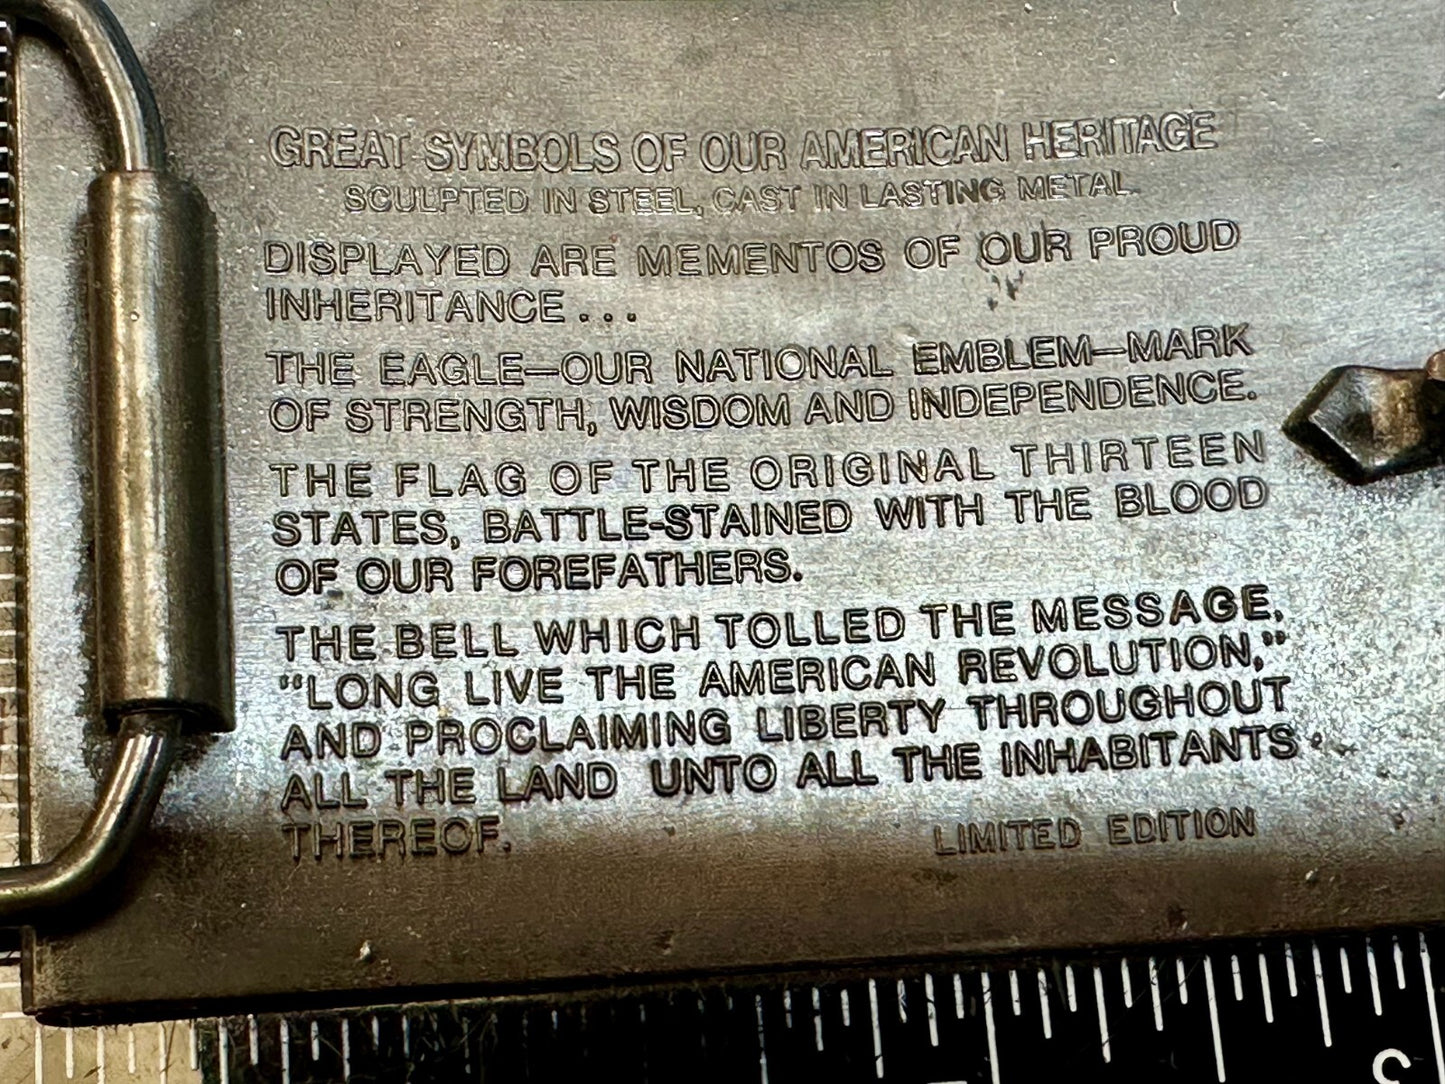 GREAT SYMBOLS OF OUR AMERICAN HERITAGE
SCULPTED IN STEEL, CAST IN LASTING METAL.
DISPLAYED ARE MEMENTOS OF OUR PROUD
INHERITANCE...
THE EAGLE—OUR NATIONAL EMBLEM—MARK
OF STRENGTH, WISDOM AND INDEPENDENCE.
THE FLAG OF THE ORIGINAL THIRTEEN
STATES, BATTLE-STAINED WITH THE BLOOD
OF OUR FOREFATHERS.
THE BELL WHICH TOLLED THE MESSAGE,
“LONG LIVE THE AMERICAN REVOLUTION,”
AND PROCLAIMING LIBERTY THROUGHOUT
ALL THE LAND UNTO ALL THE INHABITANTS
THEREOF.
LIMITED EDITION